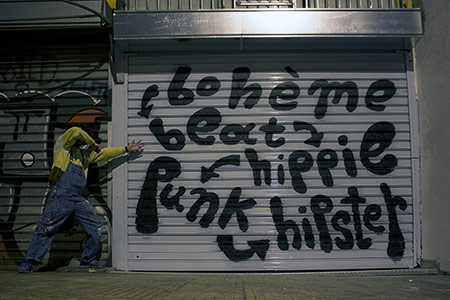 bohème
beat
hippie
punk hipster